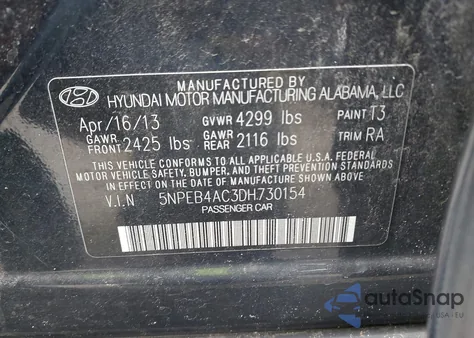 MANUFACTURED BY
HYUNDAI MOTOR MANUFACTURING ALABAMA, LLC
Apr/16/13 GVWR 4299 lbs PAINT T3
GAWR FRONT 2425 lbs GAWR REAR 2116 lbs TRIM RA
THIS VEHICLE CONFORMS TO ALL APPLICABLE U.S.A FEDERAL
MOTOR VEHICLE SAFETY, BUMPER, AND THEFT PREVENTION STANDARDS
IN EFFECT ON THE DATE OF MANUFACTURE SHOWN ABOVE.
V.I.N 5NPEB4AC3DH730154
PASSENGER CAR
autoSnap
USA - EU